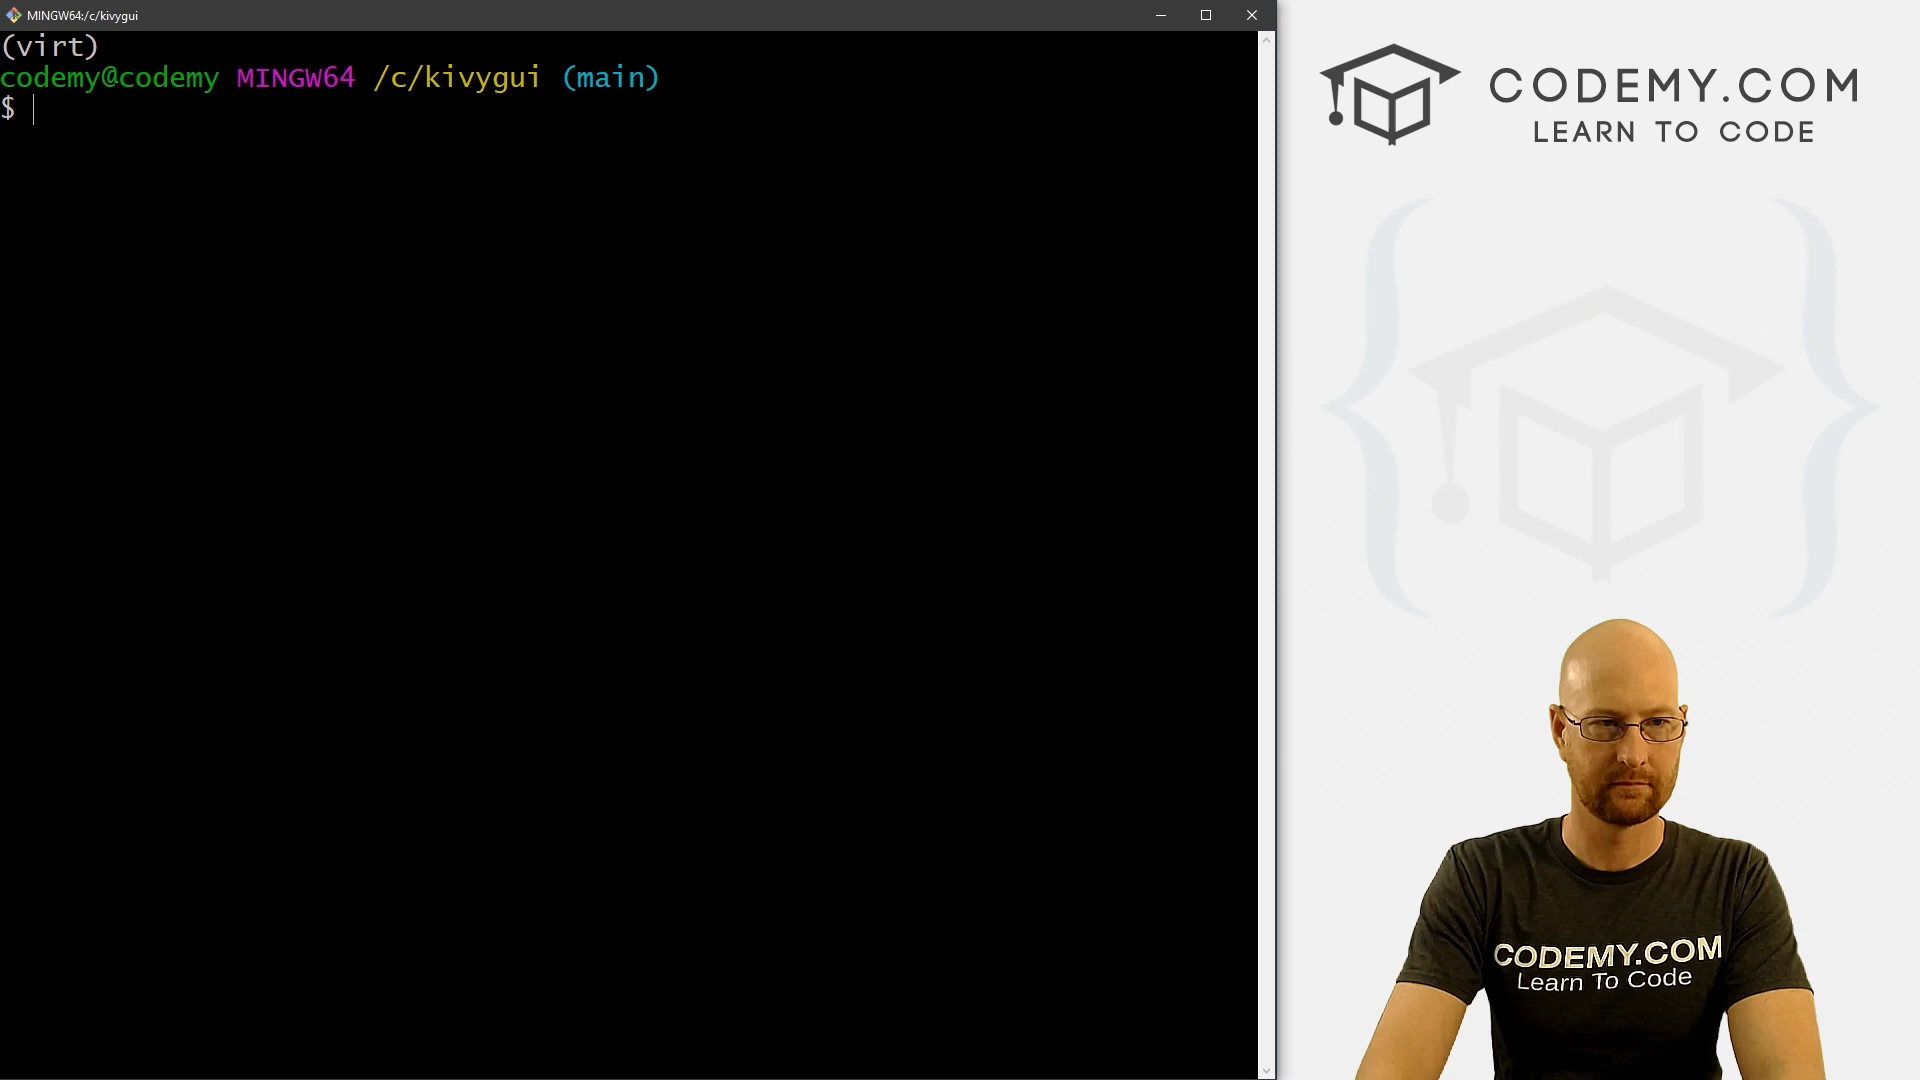 MINGW64:/c/kivygui
(virt)
codemy@codemy MINGW64 /c/kivygui (main)
$
CODEMY.COM
LEARN TO CODE
CODEMY.COM
Learn To Code